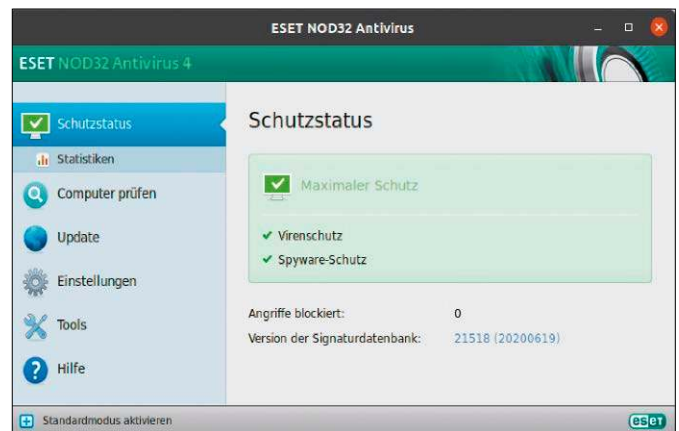 ESET NOD32 Antivirus
ESET NOD32 Antivirus 4
Schutzstatus
Statistiken
Computer prüfen
Update
Einstellungen
Tools
Hilfe
Schutzstatus
Maximaler Schutz
Virenschutz
Spyware-Schutz
Angriffe blockiert: 0
Version der Signaturdatenbank: 21518 (20200619)
Standardmodus aktivieren
eset